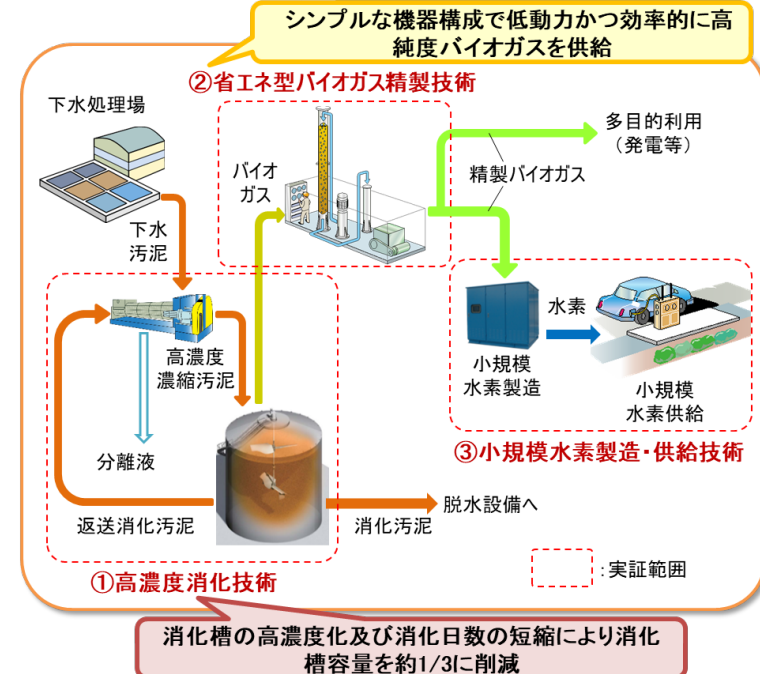 シンプルな機器構成で低動力かつ効率的に高
純度バイオガスを供給
②省エネ型バイオガス精製技術
下水処理場
バイオ
ガス
多目的利用
（発電等）
精製バイオガス
下水
汚泥
高濃度
濃縮汚泥
分離液
水素
小規模
水素製造
小規模
水素供給
③小規模水素製造・供給技術
返送消化汚泥
消化汚泥
脱水設備へ
①高濃度消化技術
：実証範囲
消化槽の高濃度化及び消化日数の短縮により消化
槽容量を約1/3に削減